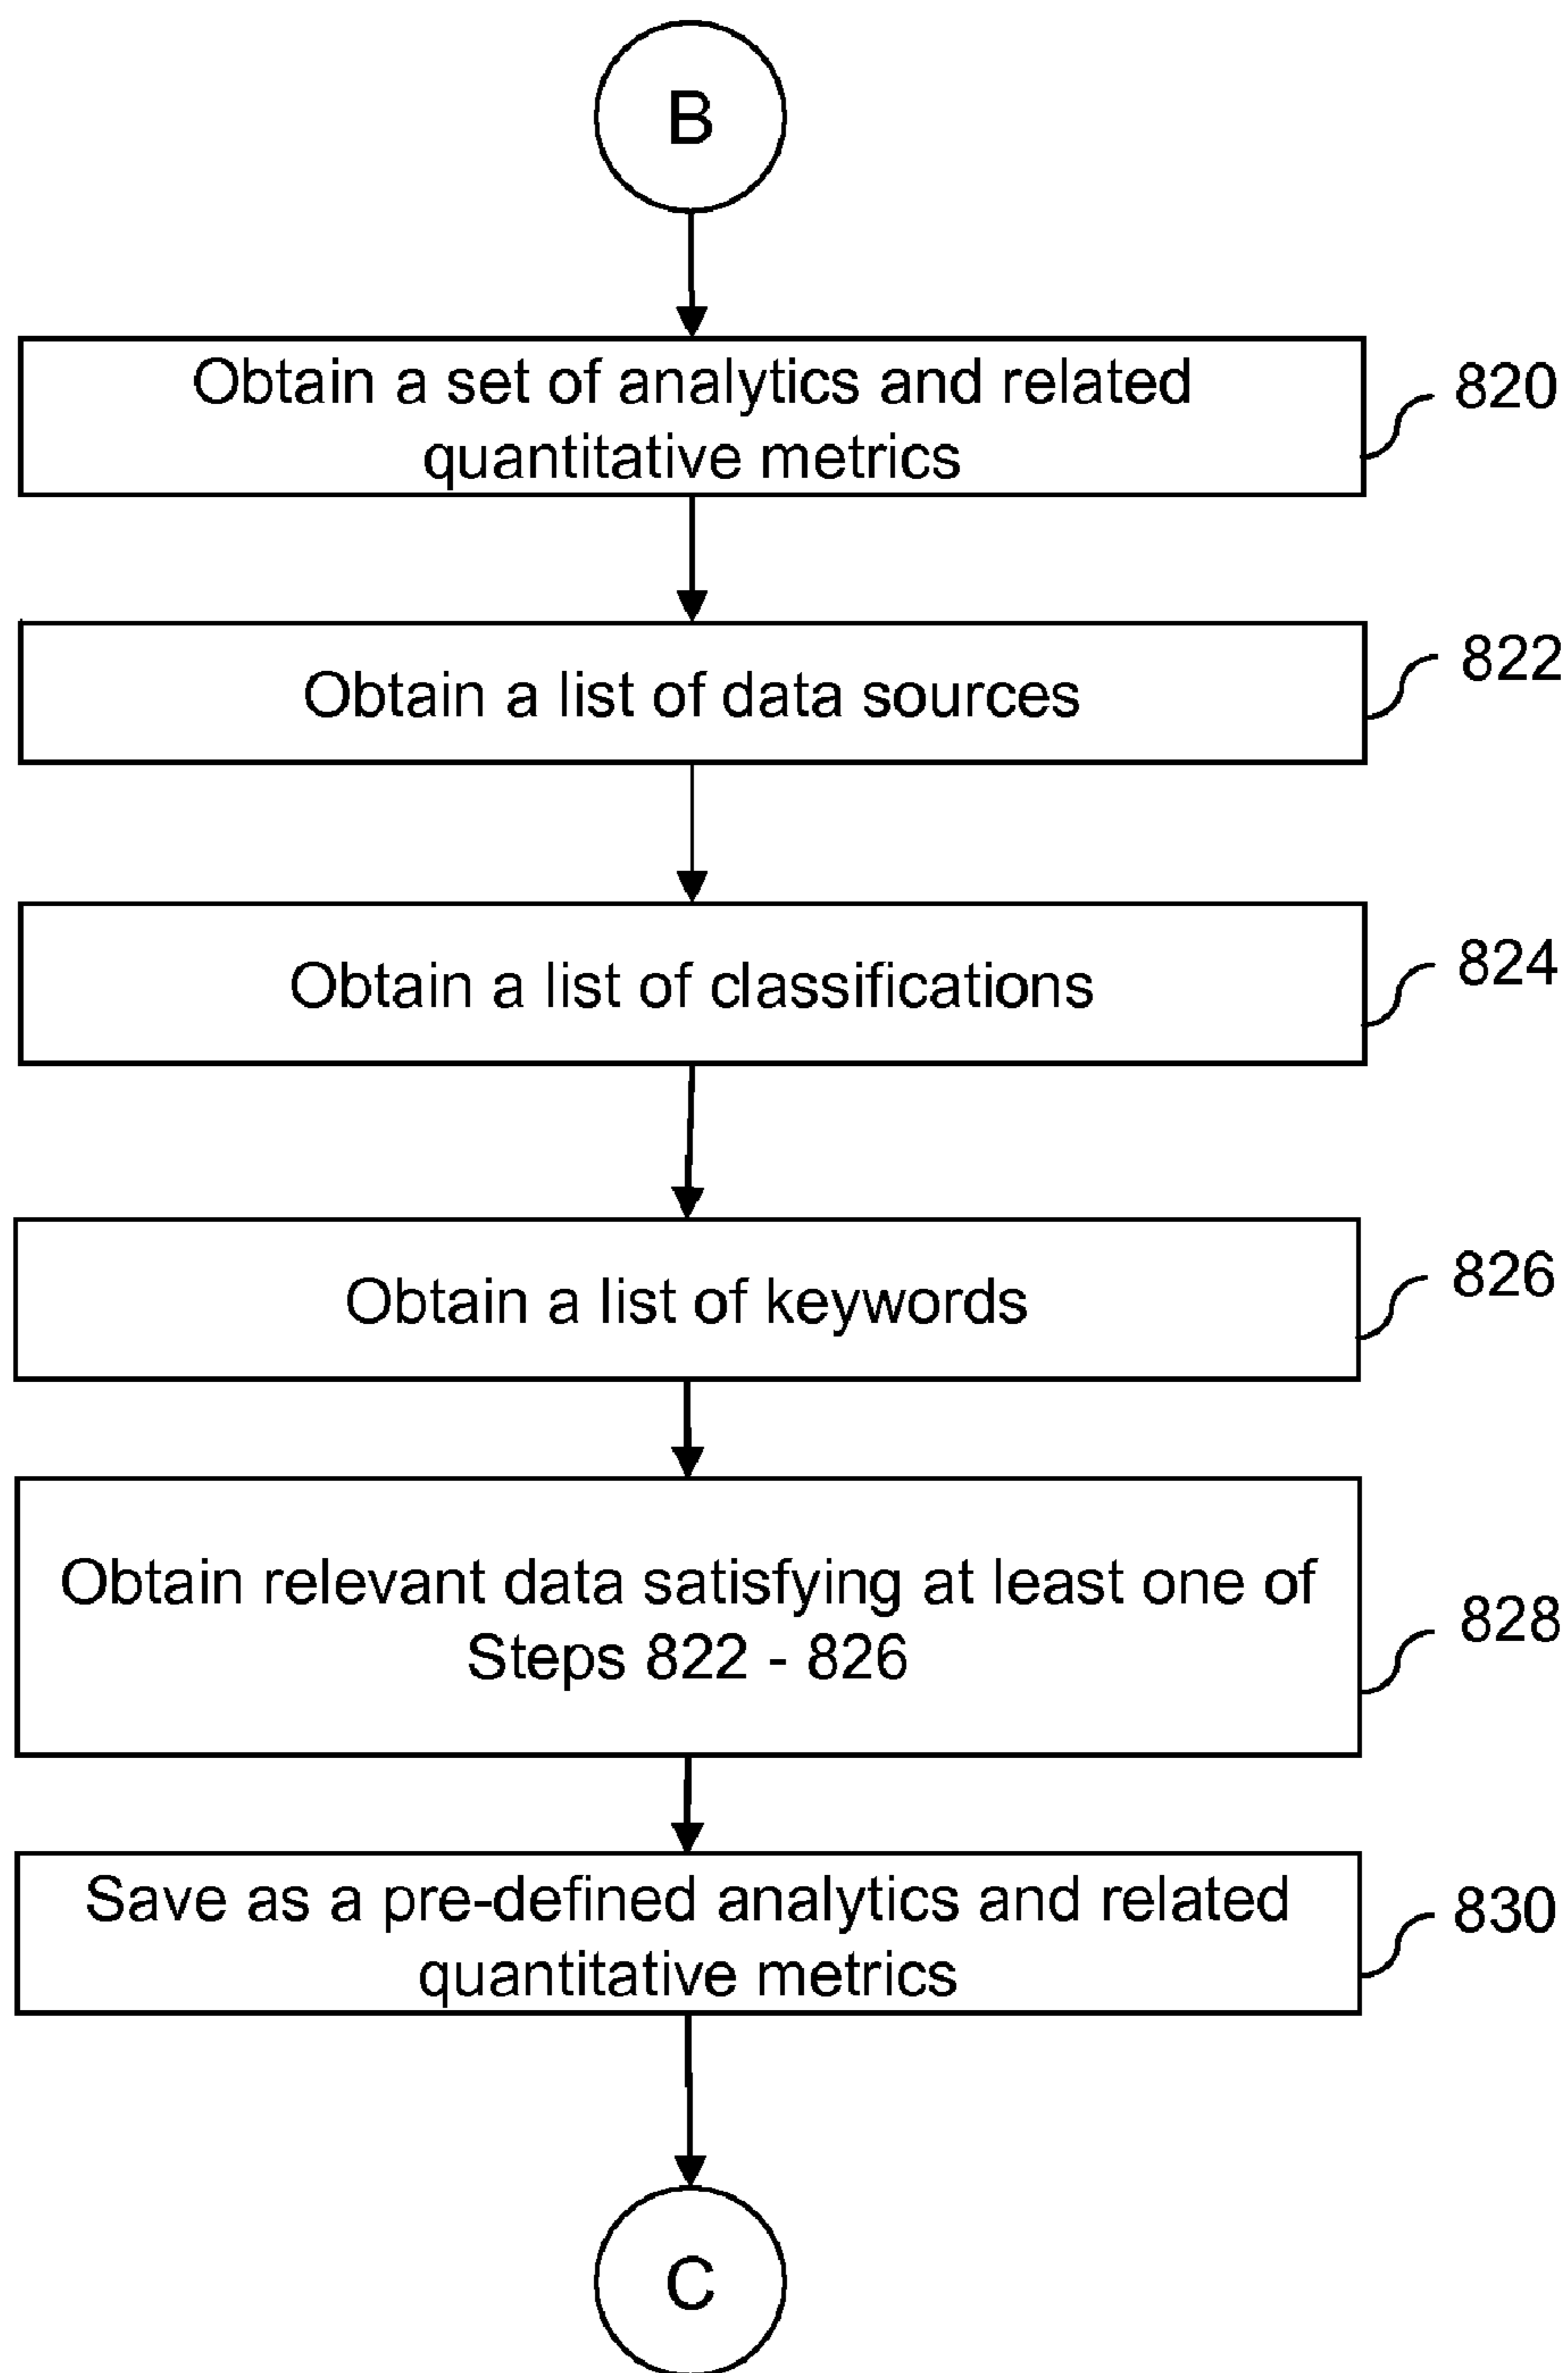 B
Obtain a set of analytics and related
quantitative metrics
820
Obtain a list of data sources
822
Obtain a list of classifications
824
Obtain a list of keywords
826
Obtain relevant data satisfying at least one of
Steps 822 - 826
828
Save as a pre-defined analytics and related
quantitative metrics
830
C